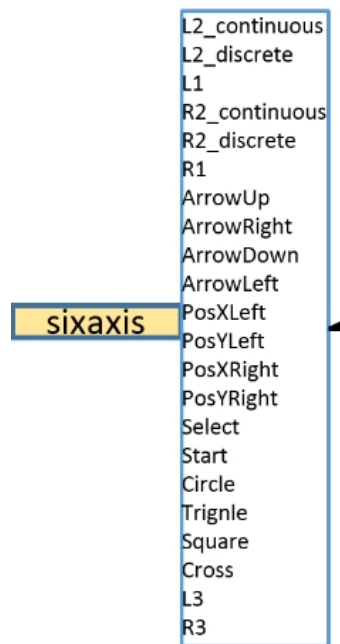 L2_continuous
L2_discrete
L1
R2_continuous
R2_discrete
R1
ArrowUp
ArrowRight
ArrowDown
ArrowLeft
sixaxis
PosXLeft
PosYLeft
PosXRight
PosYRight
Select
Start
Circle
Trignle
Square
Cross
L3
R3